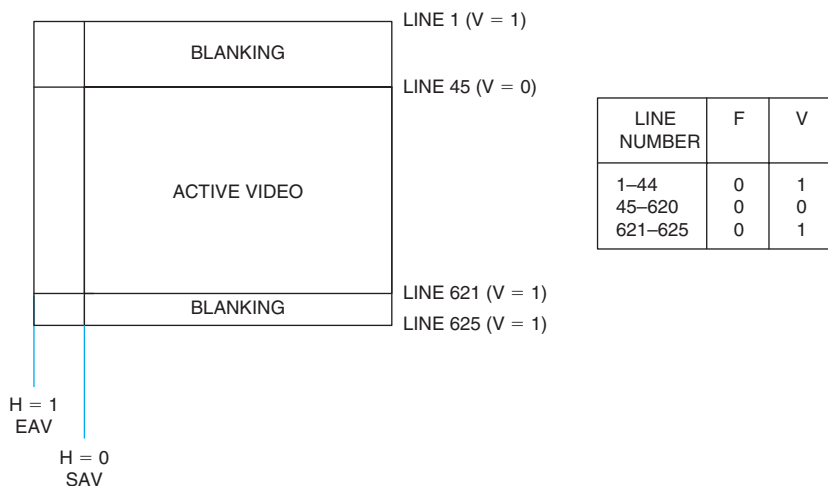 LINE 1 (V = 1)
BLANKING
LINE 45 (V = 0)
ACTIVE VIDEO
LINE 621 (V = 1)
BLANKING
LINE 625 (V = 1)
H = 1
EAV
H = 0
SAV
LINE NUMBER F V
1–44 0 1
45–620 0 0
621–625 0 1